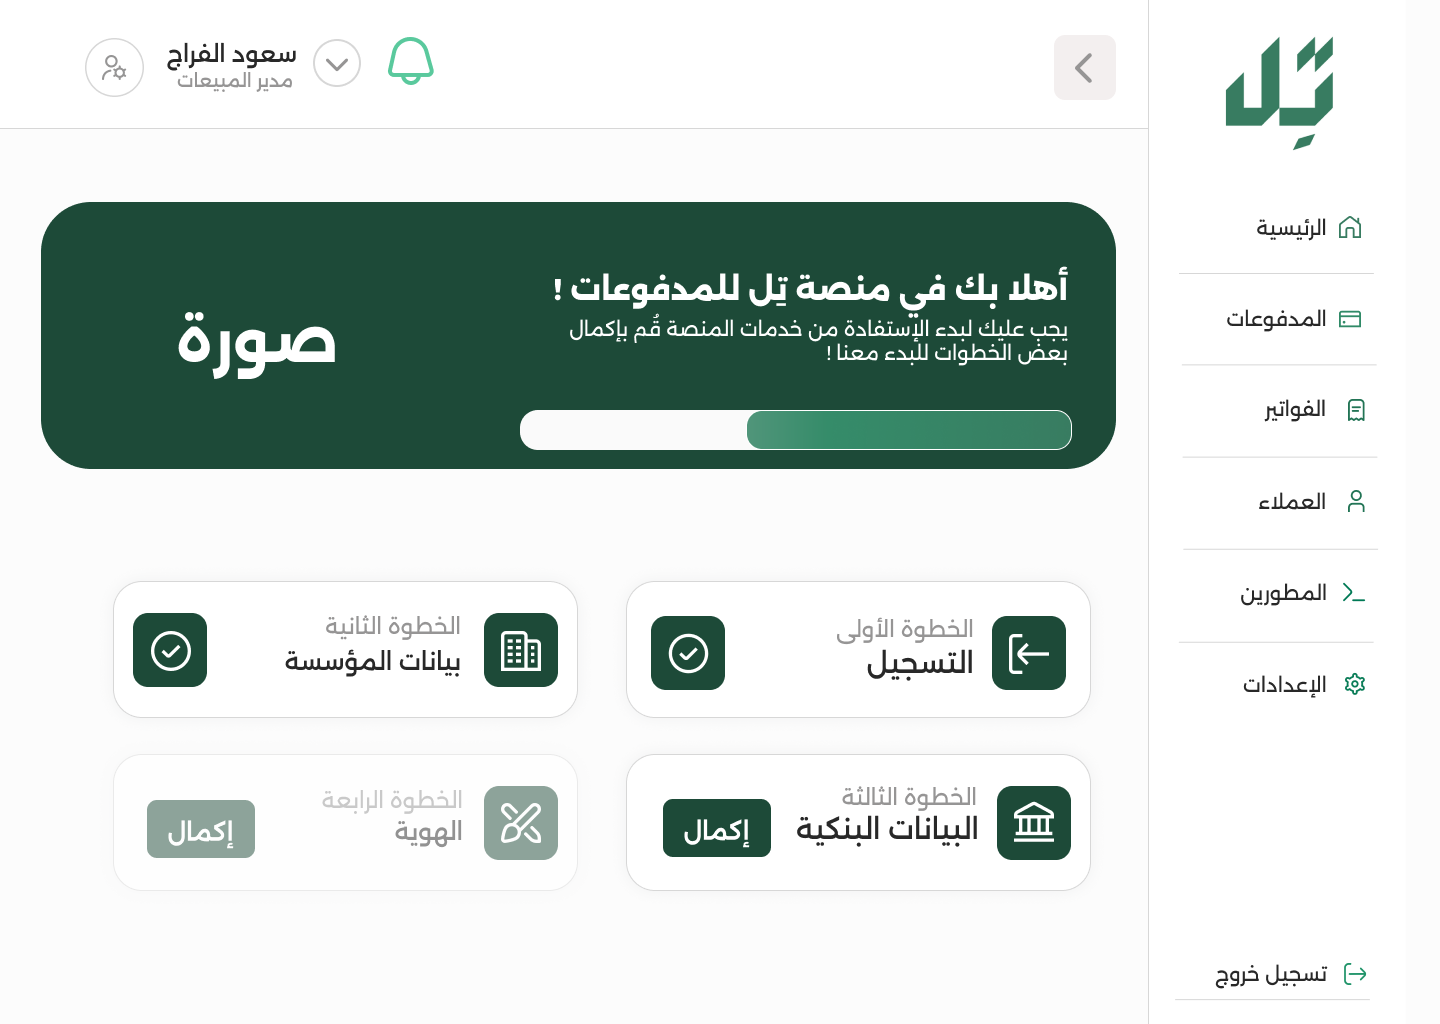 تِل
سعود الفراج
مدير المبيعات
الرئيسية
المدفوعات
الفواتير
العملاء
المطورين
الإعدادات
تسجيل خروج
أهلا بك في منصة تِل للمدفوعات !
يجب عليك لبدء الإستفادة من خدمات المنصة قُم بإكمال
بعض الخطوات للبدء معنا !
صورة
الخطوة الأولى
التسجيل
الخطوة الثانية
بيانات المؤسسة
الخطوة الثالثة
البيانات البنكية
إكمال
الخطوة الرابعة
الهوية
إكمال